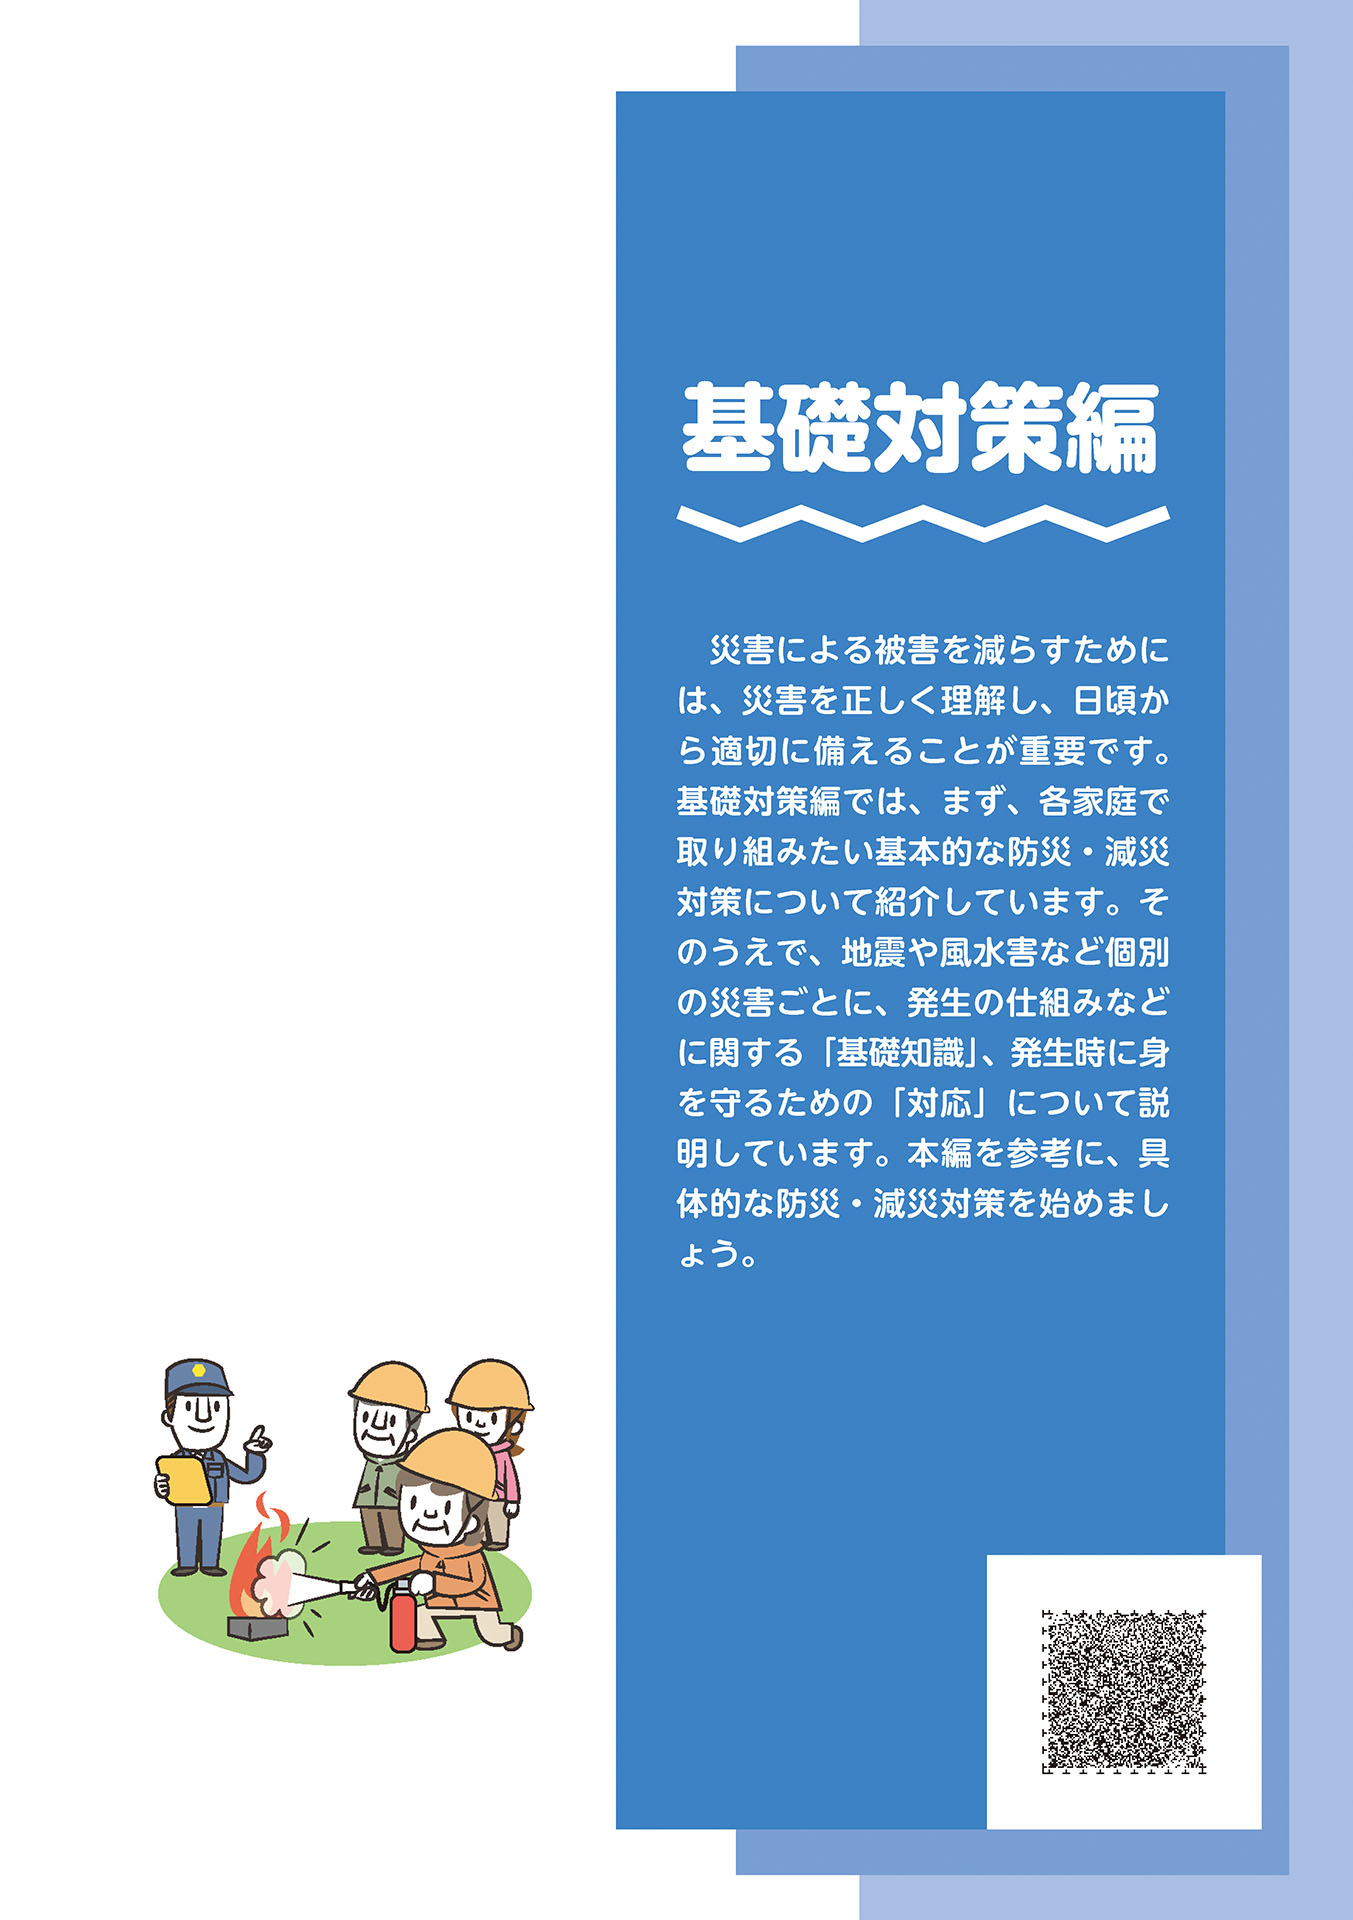 基礎対策編
災害による被害を減らすために
は、災害を正しく理解し、日頃か
ら適切に備えることが重要です。
基礎対策編では、まず、各家庭で
取り組みたい基本的な防災・減災
対策について紹介しています。そ
のうえで、地震や風水害など個別
の災害ごとに、発生の仕組みなど
に関する「基礎知識」、発生時に身
を守るための「対応」について説
明しています。本編を参考に、具
体的な防災・減災対策を始めまし
ょう。